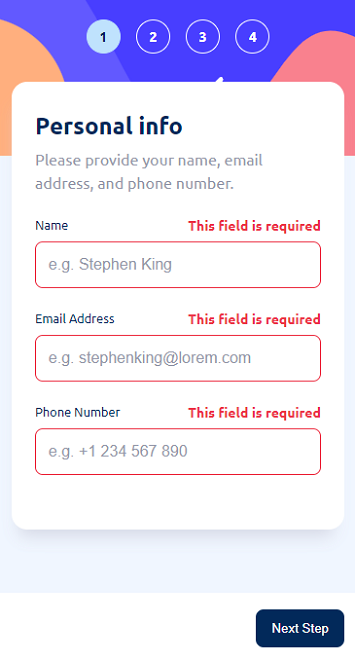 1 2 3 4
Personal info
Please provide your name, email
address, and phone number.
Name This field is required
e.g. Stephen King
Email Address This field is required
e.g. stephenking@lorem.com
Phone Number This field is required
e.g. +1 234 567 890
Next Step